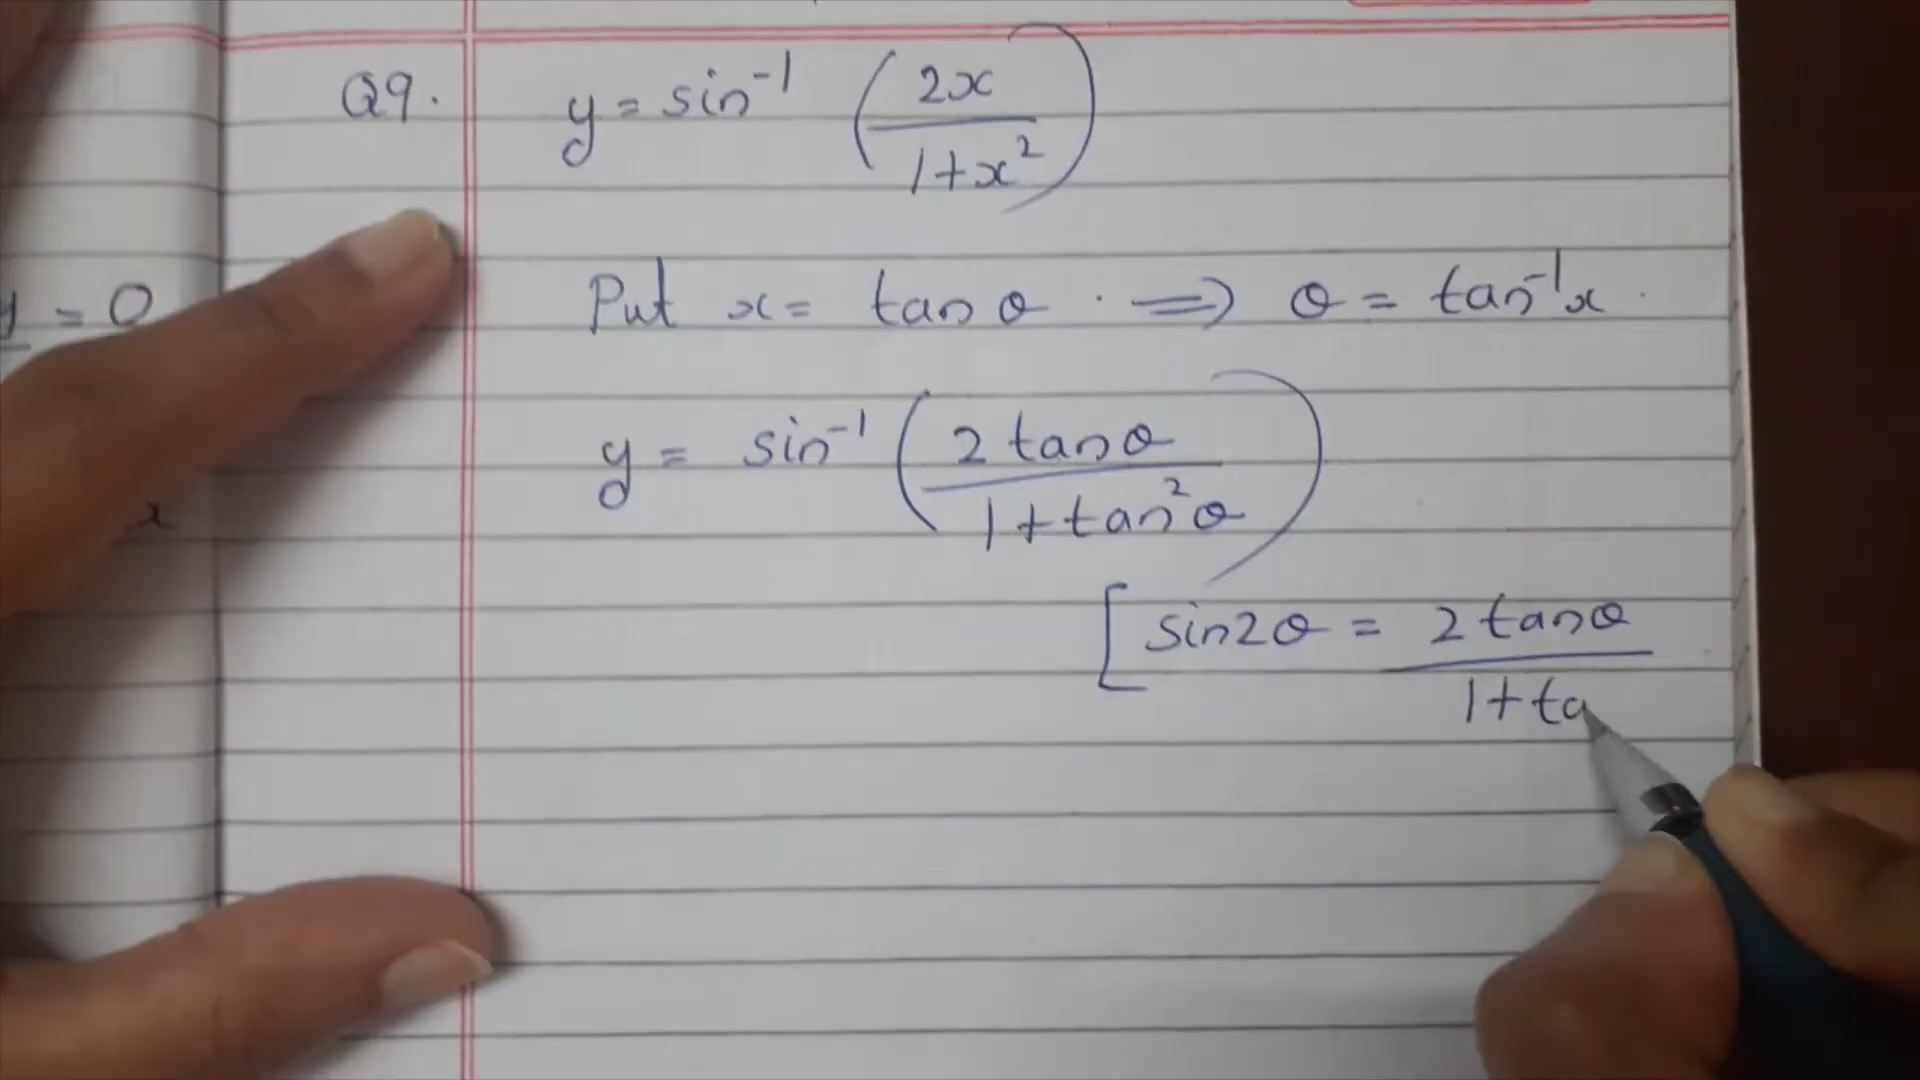 Q9. y = sin⁻¹ (2x / 1+x²)
Put x = tan θ . ⟹ θ = tan⁻¹x .
y = 0
y = sin⁻¹ (2 tan θ / 1+tan²θ)
x
[ sin2θ = 2 tan θ / 1+ta